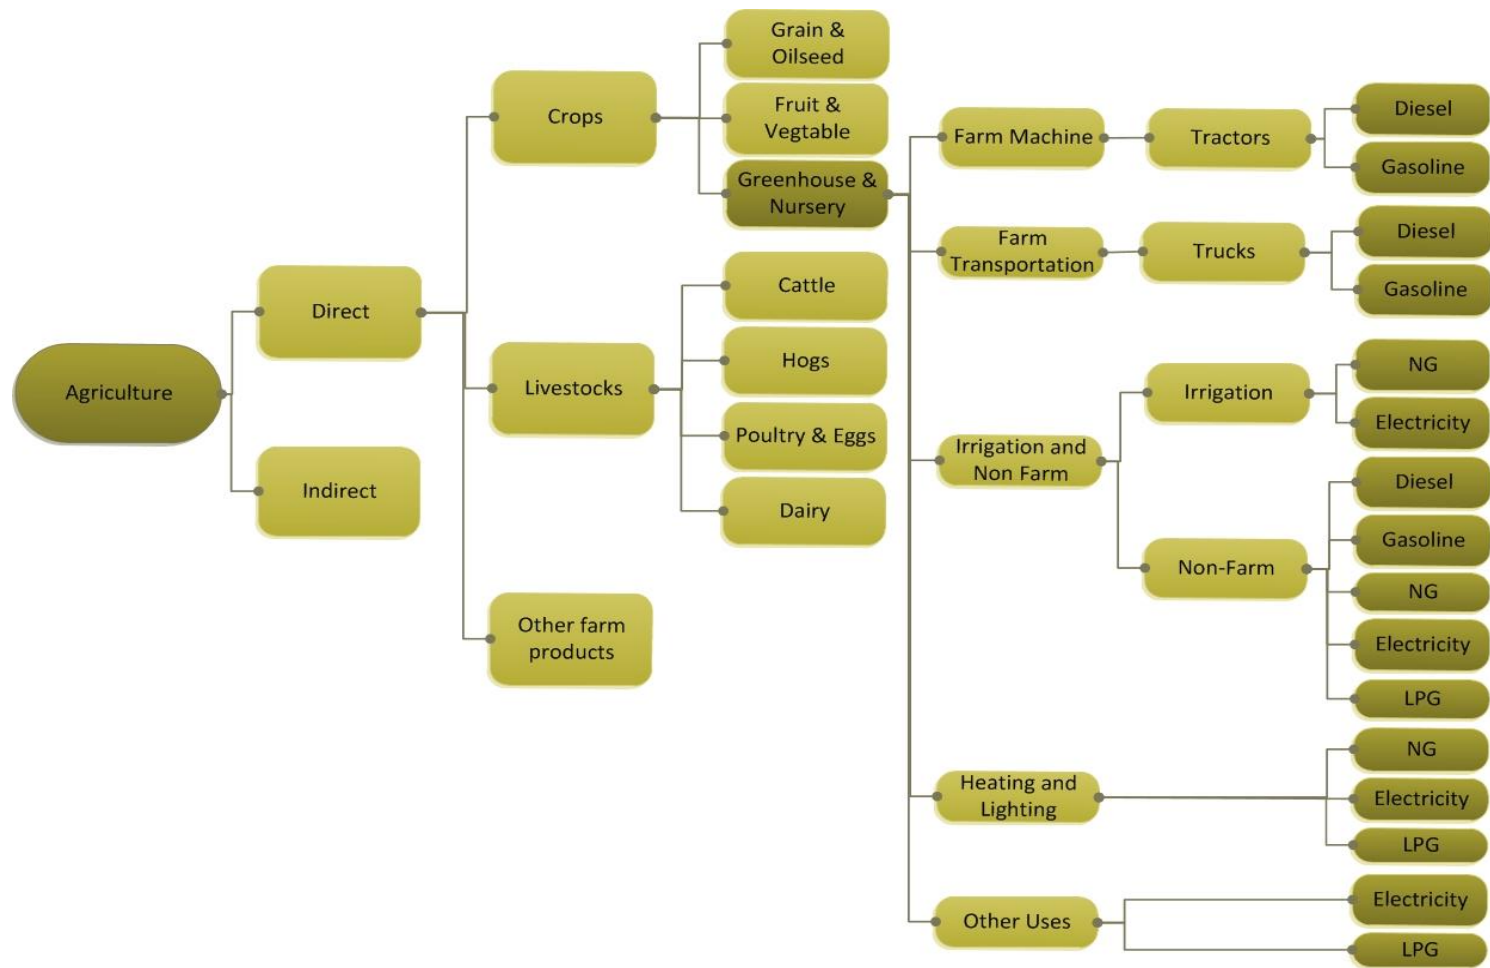 Agriculture
Direct
Indirect
Crops
Livestocks
Other farm
products
Grain &
Oilseed
Fruit &
Vegtable
Greenhouse &
Nursery
Cattle
Hogs
Poultry & Eggs
Dairy
Farm Machine
Farm
Transportation
Irrigation and
Non Farm
Heating and
Lighting
Other Uses
Tractors
Trucks
Irrigation
Non-Farm
Diesel
Gasoline
Diesel
Gasoline
NG
Electricity
Diesel
Gasoline
NG
Electricity
LPG
NG
Electricity
LPG
Electricity
LPG